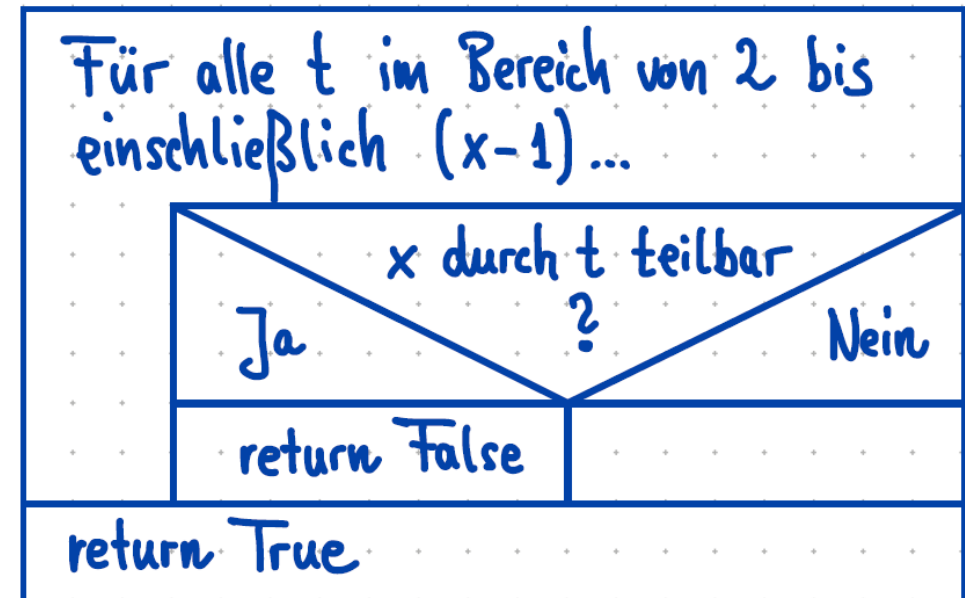 Für alle t im Bereich von 2 bis
einschließlich (x-1)...
x durch t teilbar
?
Ja
Nein
return False
return True